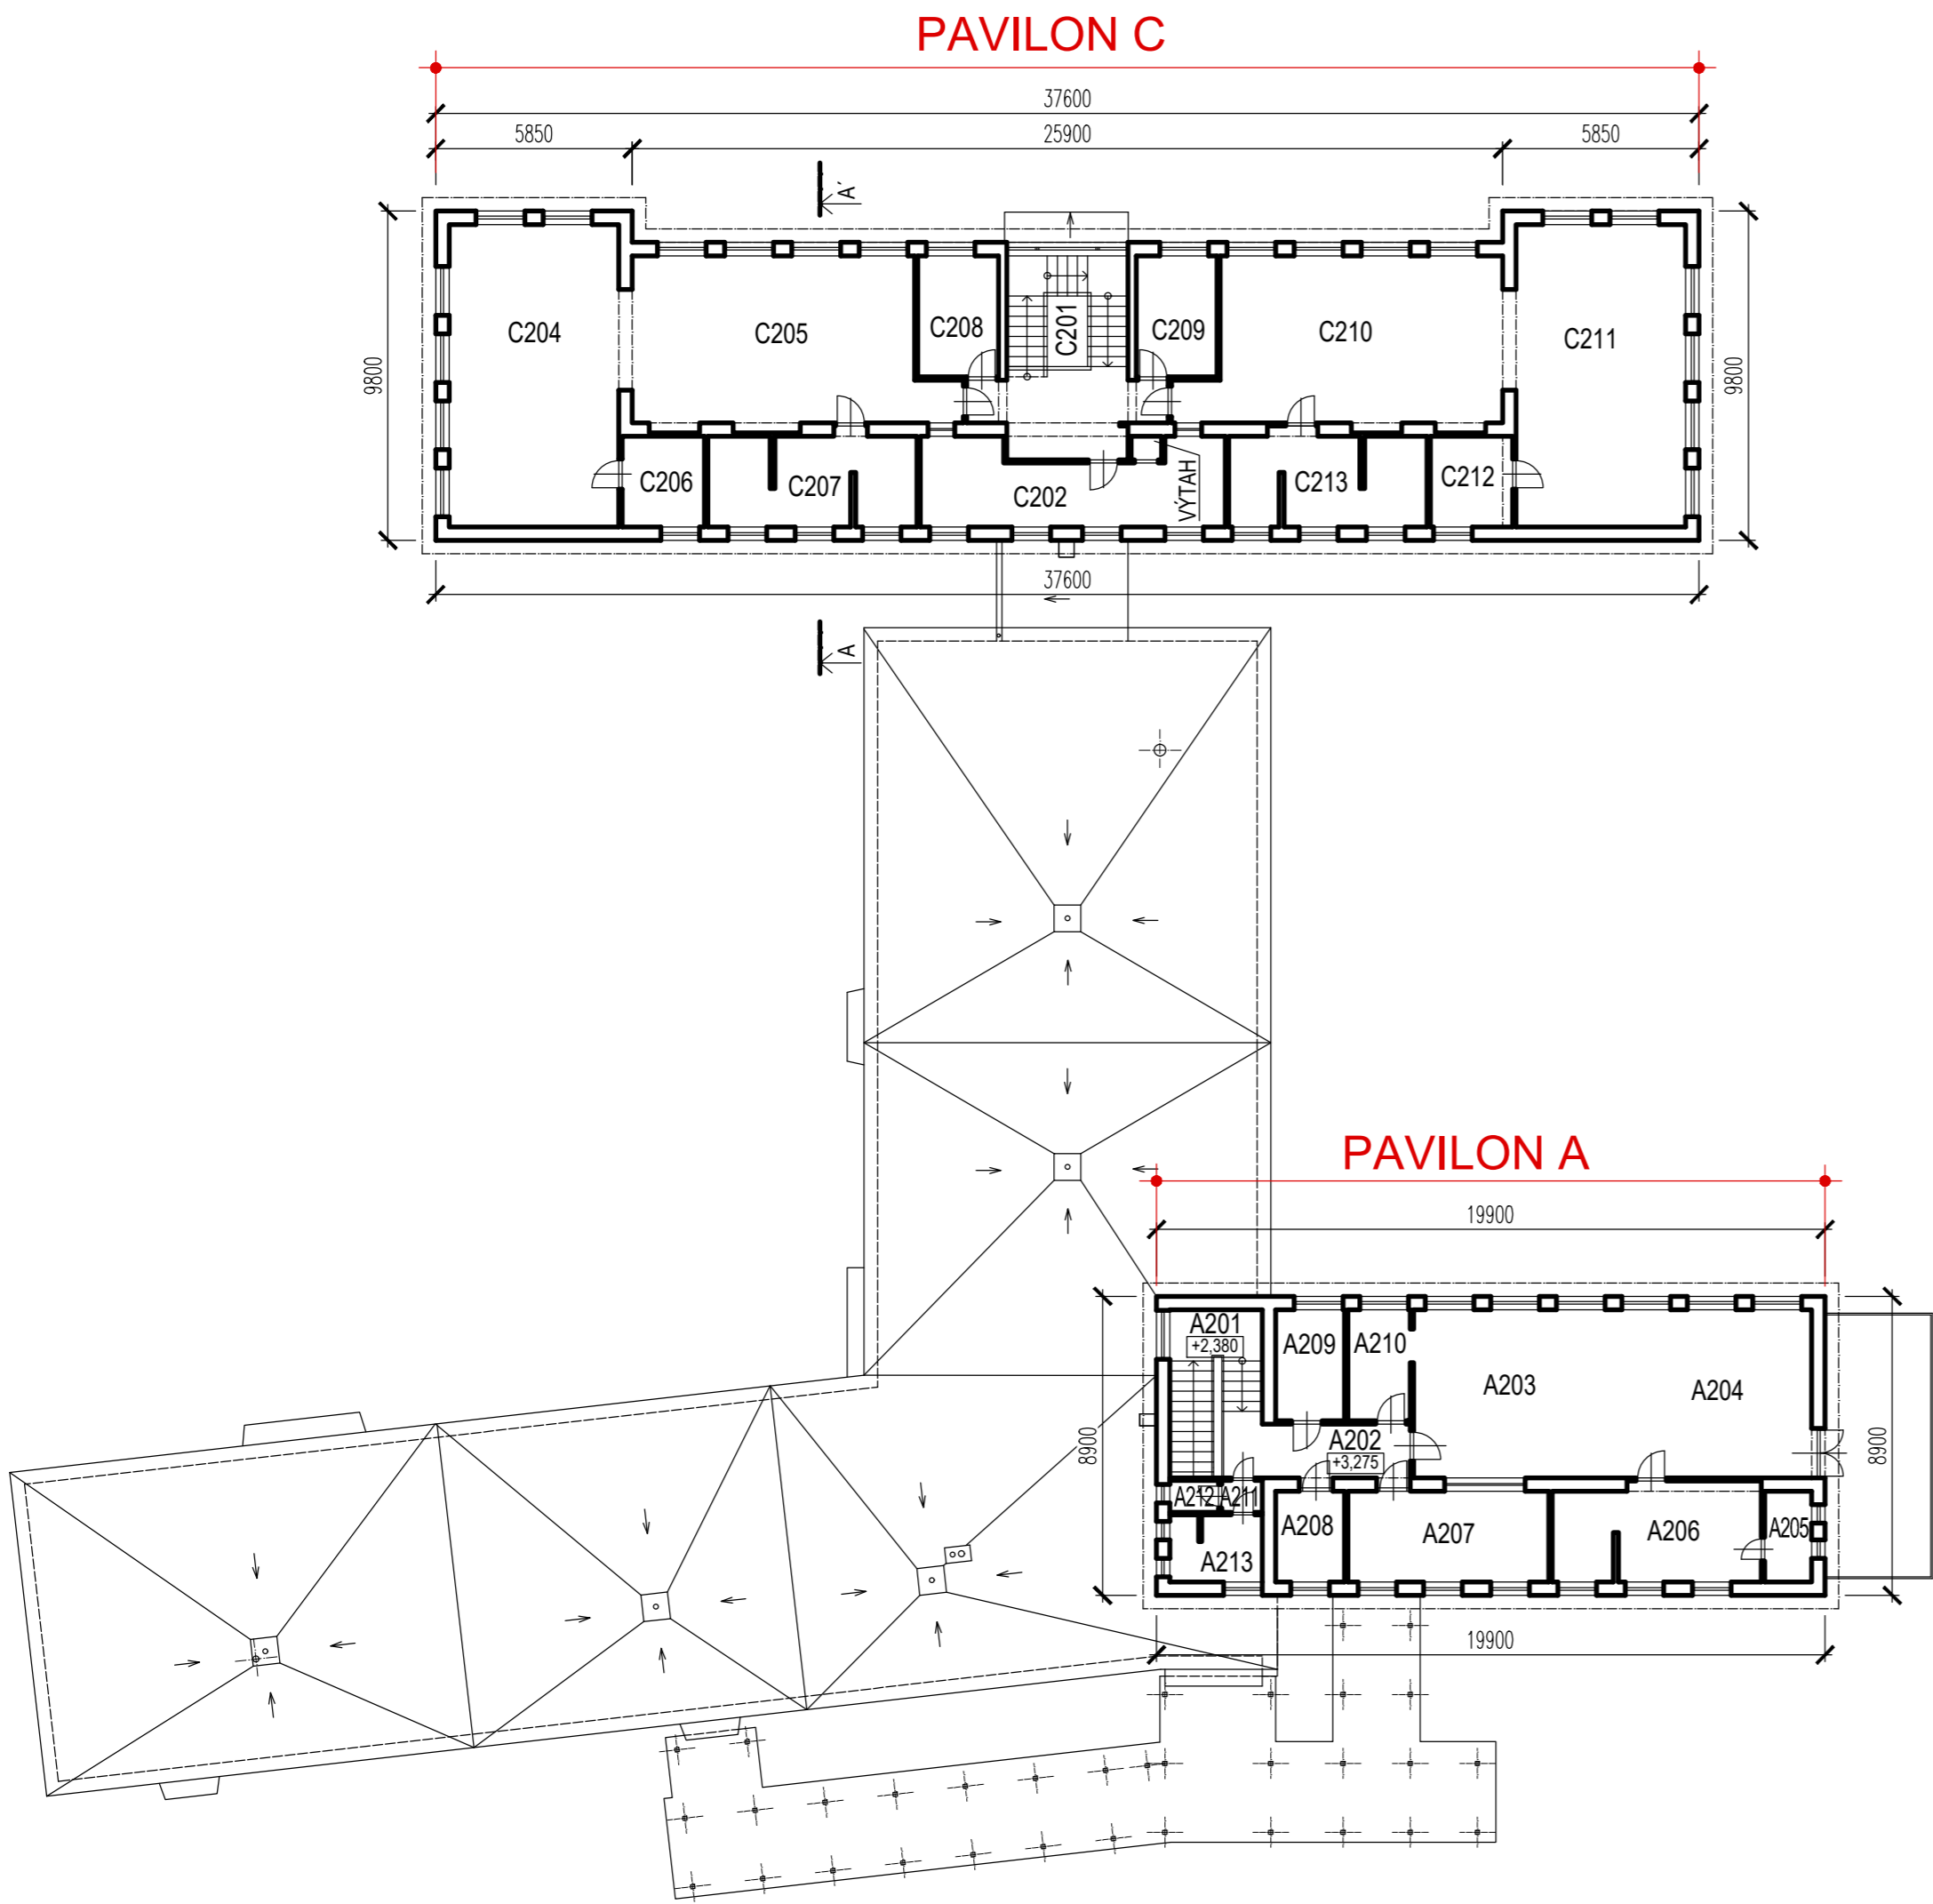 PAVILON C
37600
5850 25900 5850
A'
C204 C205 C208 C201 C209 C210 C211
9800 9800
C206 C207 C202 VÝTAH C213 C212
37600
A
PAVILON A
19900
A201
+2,380
A209 A210
A203 A204
8900 A202 8900
+3,275
A212 A211 A208 A207 A206 A205
A213
19900